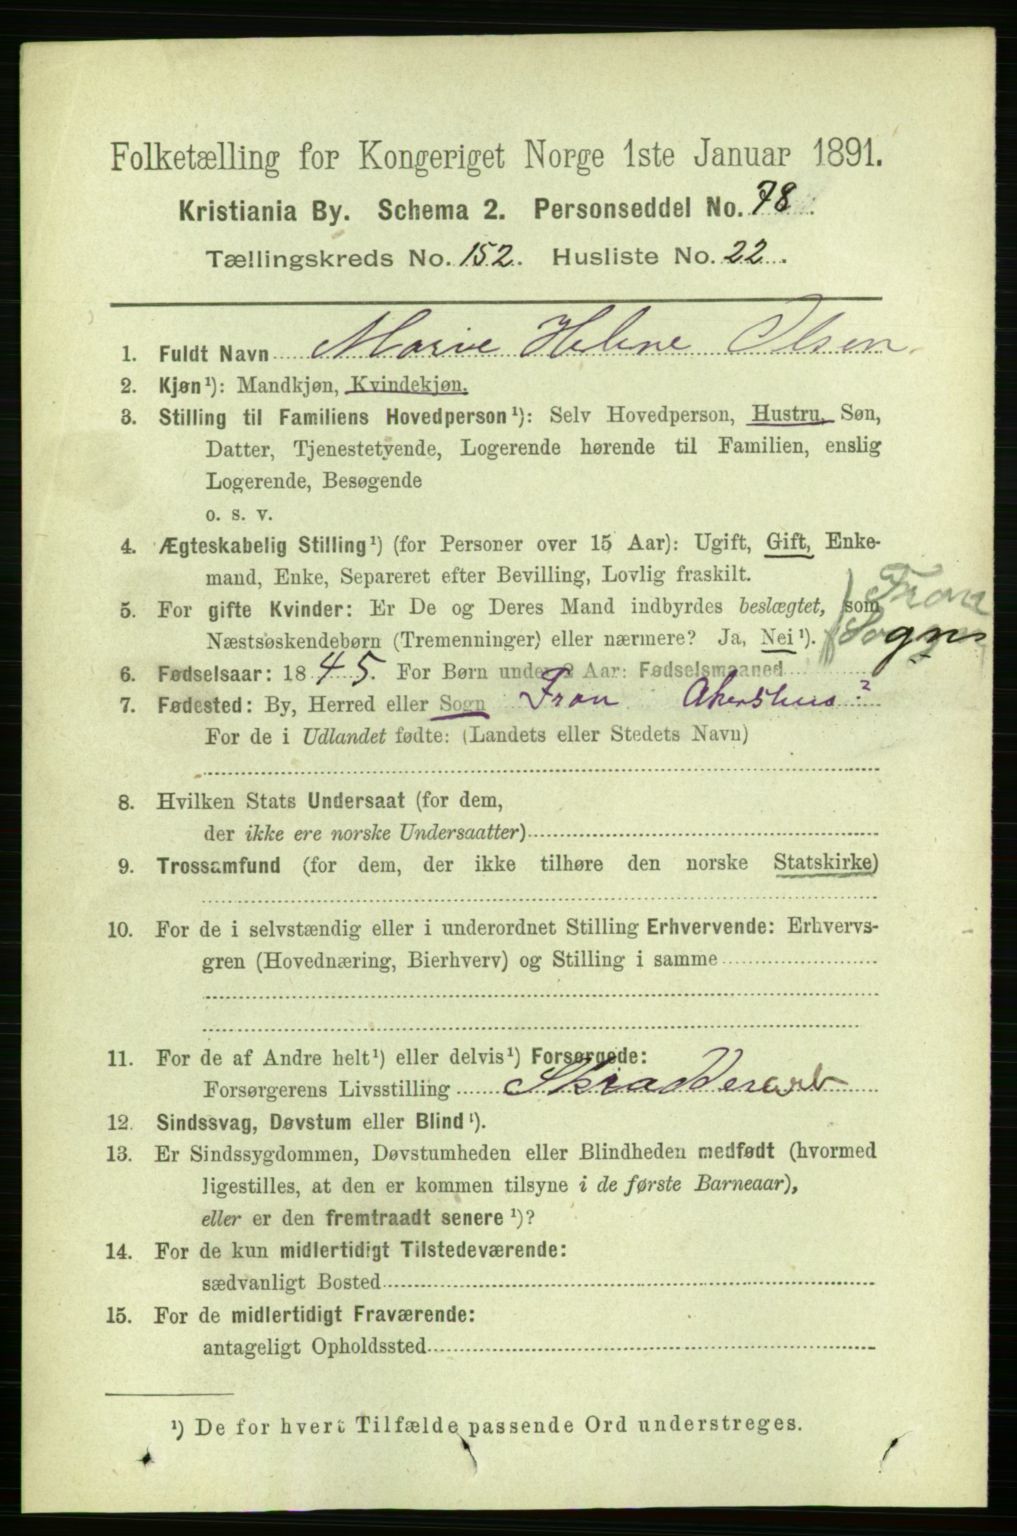 Folketælling for Kongeriget Norge 1ste Januar 1891.
Kristiania By. Schema 2. Personseddel No. 78.
Tællingskreds No. 152. Husliste No. 22.
1. Fuldt Navn Marie Helene Olsen
2. Kjøn¹): Mandkjøn, Kvindekjøn.
3. Stilling til Familiens Hovedperson¹): Selv Hovedperson, Hustru, Søn,
Datter, Tjenestetyende, Logerende hørende til Familien, enslig
Logerende, Besøgende
o. s. v.
4. Ægteskabelig Stilling¹) (for Personer over 15 Aar): Ugift, Gift, Enke-
mand, Enke, Separeret efter Bevilling, Lovlig fraskilt.
5. For gifte Kvinder: Er De og Deres Mand indbyrdes beslægtet, som
Næstsøskendebørn (Tremenninger) eller nærmere? Ja, Nei¹).
Fron
Sogn
6. Fødselsaar: 1845. For Børn under 2 Aar: Fødselsmaaned
7. Fødested: By, Herred eller Sogn Fron Akershus?
For de i Udlandet fødte: (Landets eller Stedets Navn)
8. Hvilken Stats Undersaat (for dem,
der ikke ere norske Undersaatter)
9. Trossamfund (for dem, der ikke tilhøre den norske Statskirke)
10. For de i selvstændig eller i underordnet Stilling Erhvervende: Erhvervs-
gren (Hovednæring, Bierhverv) og Stilling i samme
11. For de af Andre helt¹) eller delvis¹) Forsørgede:
Forsørgerens Livsstilling Skrædderarb
12. Sindssvag, Døvstum eller Blind¹).
13. Er Sindssygdommen, Døvstumheden eller Blindheden medfødt (hvormed
ligestilles, at den er kommen tilsyne i de første Barneaar),
eller er den fremtraadt senere¹)?
14. For de kun midlertidigt Tilstedeværende:
sædvanligt Bosted
15. For de midlertidigt Fraværende:
antageligt Opholdssted
¹) De for hvert Tilfælde passende Ord understreges.